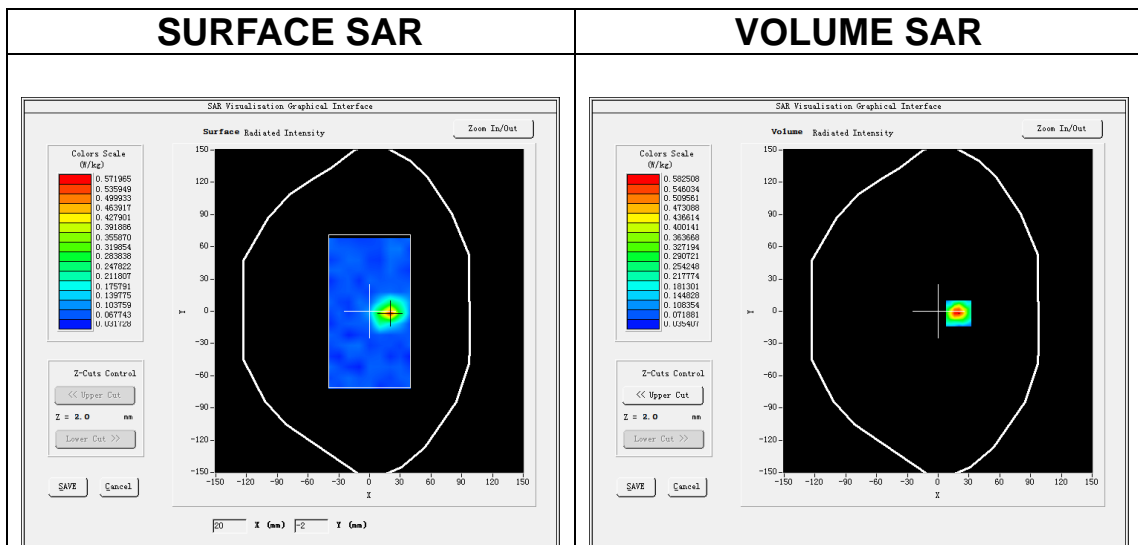 SURFACE SAR
VOLUME SAR
SAR Visualisation Graphical Interface
Surface Radiated Intensity
Zoom In/Out
Colors Scale
(W/kg)
0.571965
0.535949
0.499933
0.463917
0.427901
0.391886
0.355870
0.319854
0.283838
0.247822
0.211807
0.175791
0.139775
0.103759
0.067743
0.031728
150
120
90
60
30
0
-30
-60
-90
-120
-150
Y
-150 -120 -90 -60 -30 0 30 60 90 120 150
X
Z-Cuts Control
<< Upper Cut
Z = 2.0 mm
Lower Cut >>
SAVE Cancel
20 X (mm) -2 Y (mm)
SAR Visualisation Graphical Interface
Volume Radiated Intensity
Zoom In/Out
Colors Scale
(W/kg)
0.582508
0.546034
0.509561
0.473088
0.436614
0.400141
0.363668
0.327194
0.290721
0.254248
0.217774
0.181301
0.144828
0.108354
0.071881
0.035407
150
120
90
60
30
0
-30
-60
-90
-120
-150
Y
-150 -120 -90 -60 -30 0 30 60 90 120 150
X
Z-Cuts Control
<< Upper Cut
Z = 2.0 mm
Lower Cut >>
SAVE Cancel